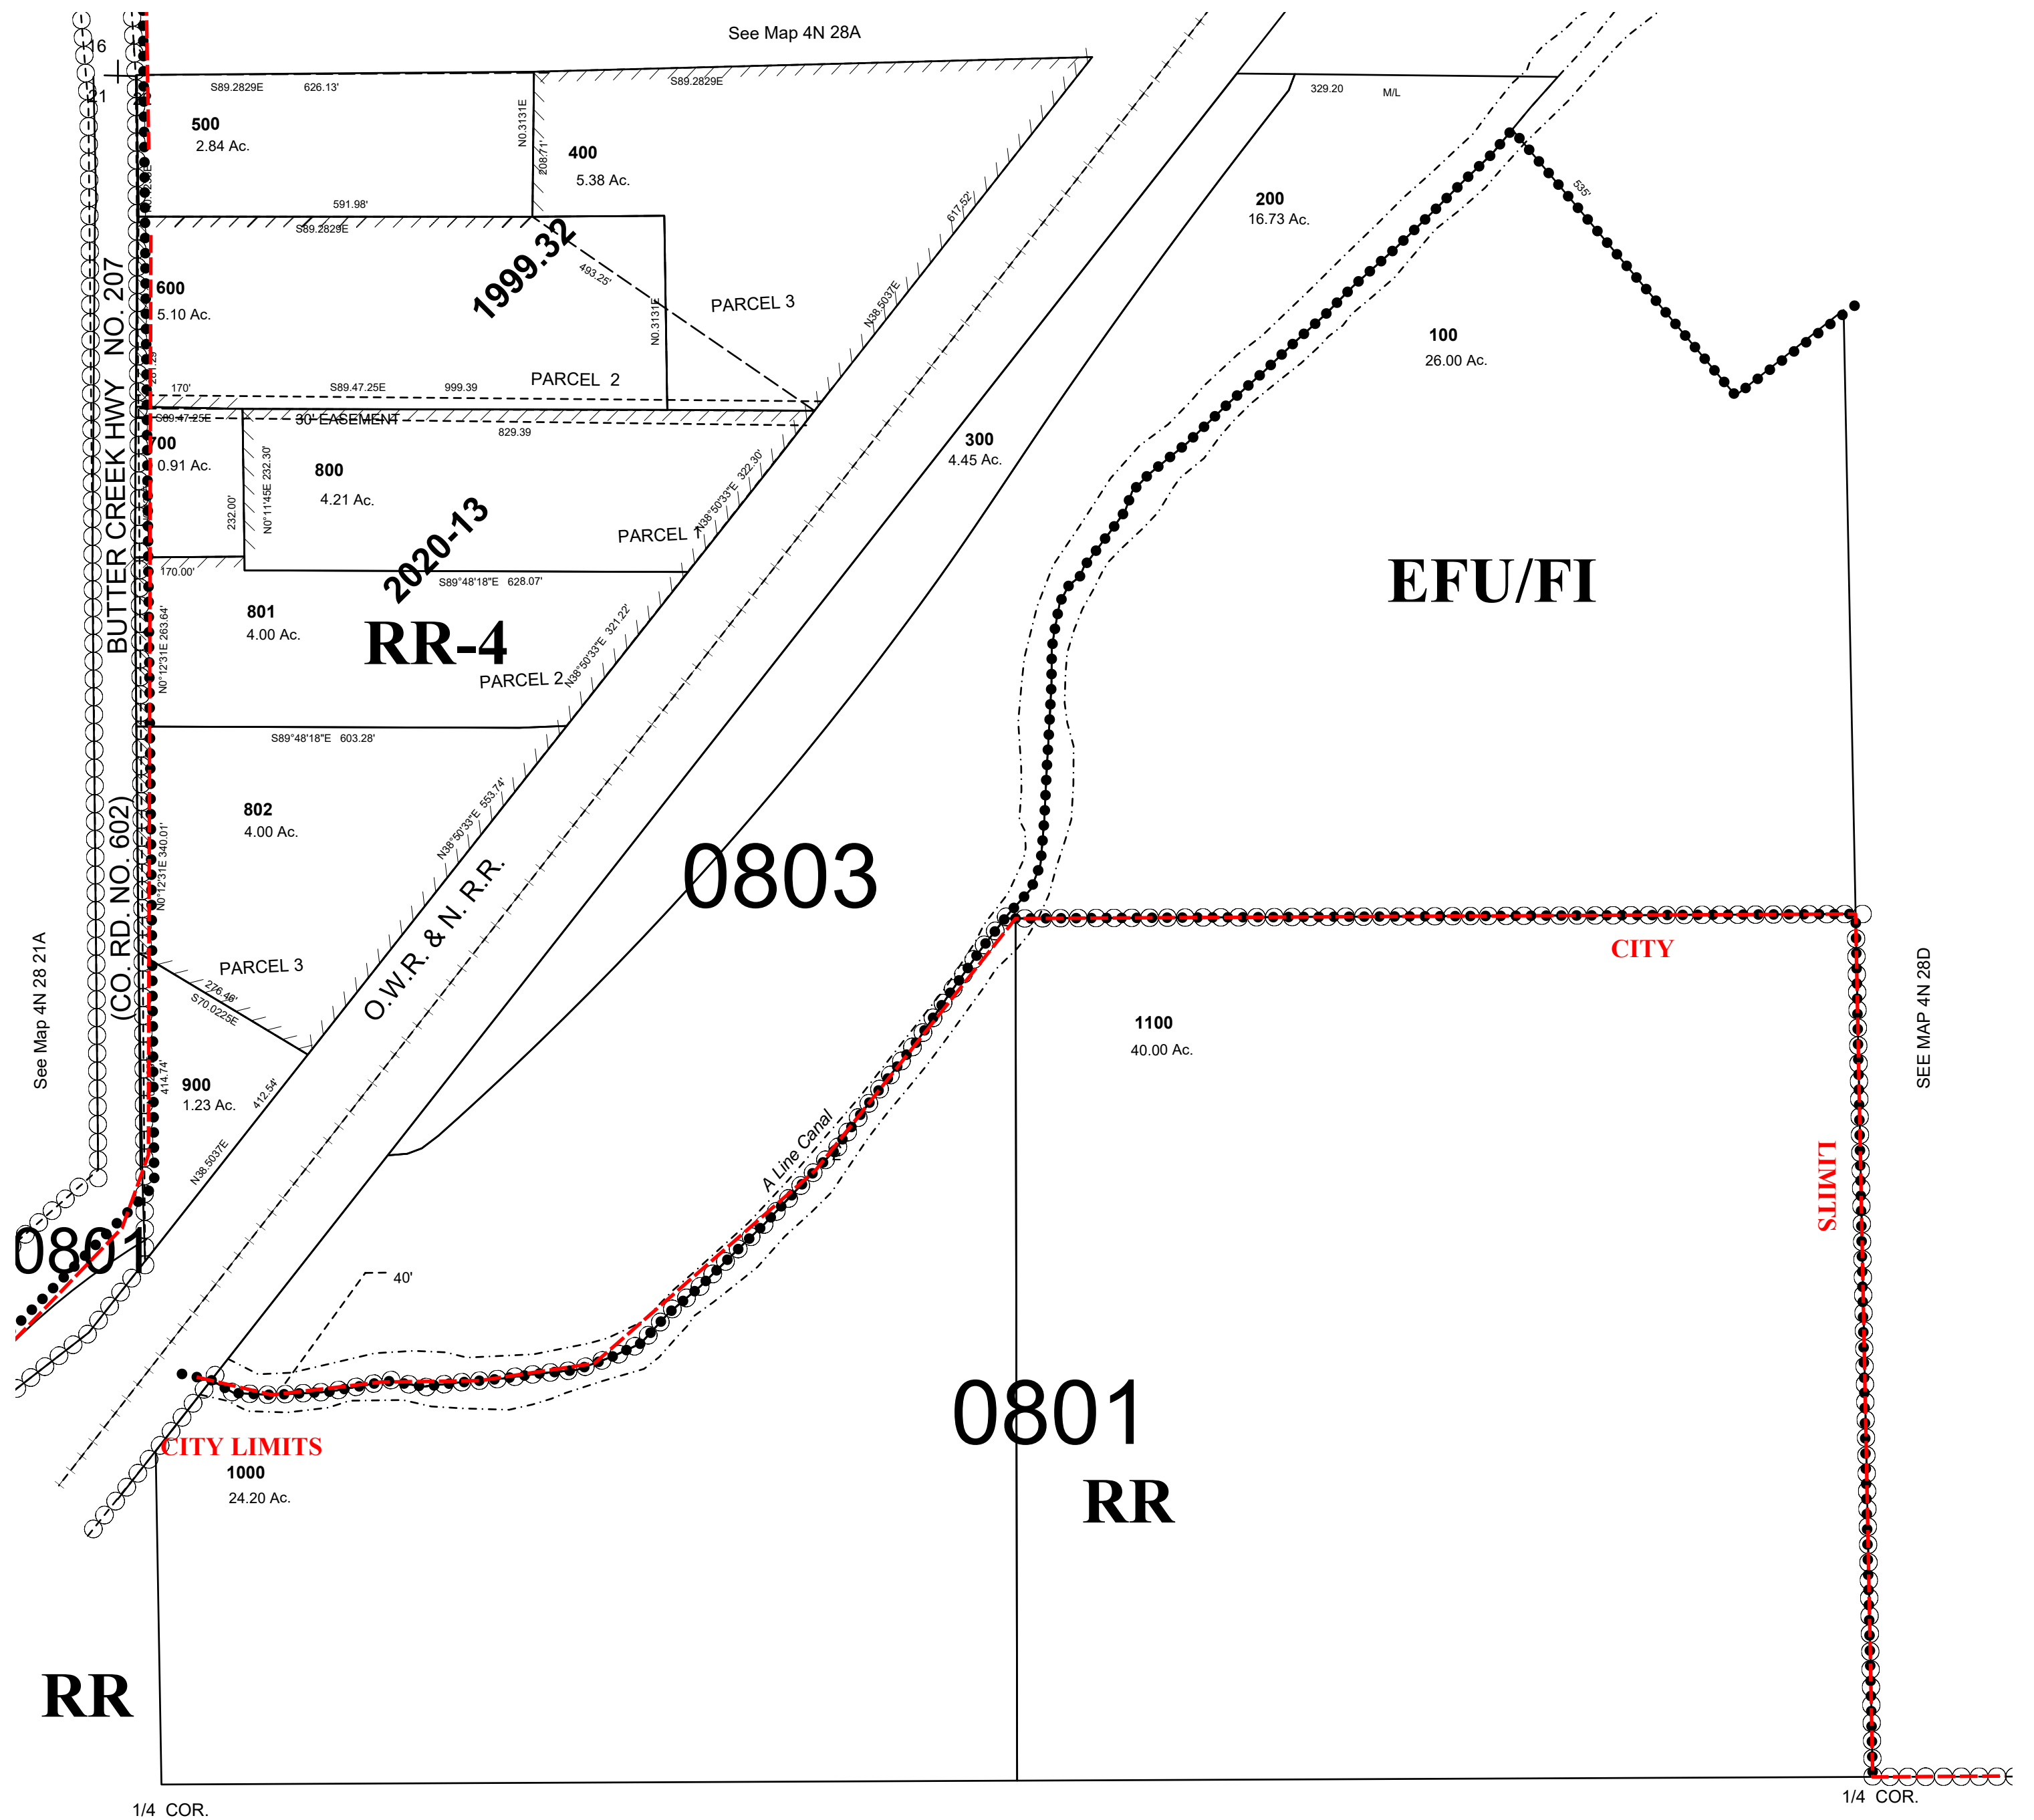 See Map 4N 28A
16
21
S89.2829E 626.13'
S89.2829E
329.20 M/L
500
2.84 Ac.
N0.3131E
208.71'
400
5.38 Ac.
535'
200
16.73 Ac.
591.98'
S89.2829E
617.52'
1999.32
493.25'
600
5.10 Ac.
PARCEL 3
N0.3131E
N38.5037E
100
26.00 Ac.
BUTTER CREEK HWY NO. 207
170'
S89.47.25E 999.39
PARCEL 2
S89.47.25E
30' EASEMENT
829.39
700
0.91 Ac.
300
4.45 Ac.
800
4.21 Ac.
232.00'
N0°11'45E 232.30'
N38°50'33"E 322.30'
2020-13
PARCEL 1
170.00'
S89°48'18"E 628.07'
EFU/FI
801
4.00 Ac.
N0°12'31E 263.64'
RR-4
N38°50'33"E 321.22'
PARCEL 2
S89°48'18"E 603.28'
802
4.00 Ac.
N38°50'33"E 553.74'
(CO. RD. NO. 602)
N0°12'31E 340.01'
0803
O.W.R. & N. R.R.
CITY
See Map 4N 28 21A
PARCEL 3
276.46'
S70.0225E
SEE MAP 4N 28D
1100
40.00 Ac.
414.74'
900
1.23 Ac.
412.54'
N38.5037E
A Line Canal
LIMITS
0801
40'
0801
CITY LIMITS
1000
24.20 Ac.
RR
RR
1/4 COR.
1/4 COR.